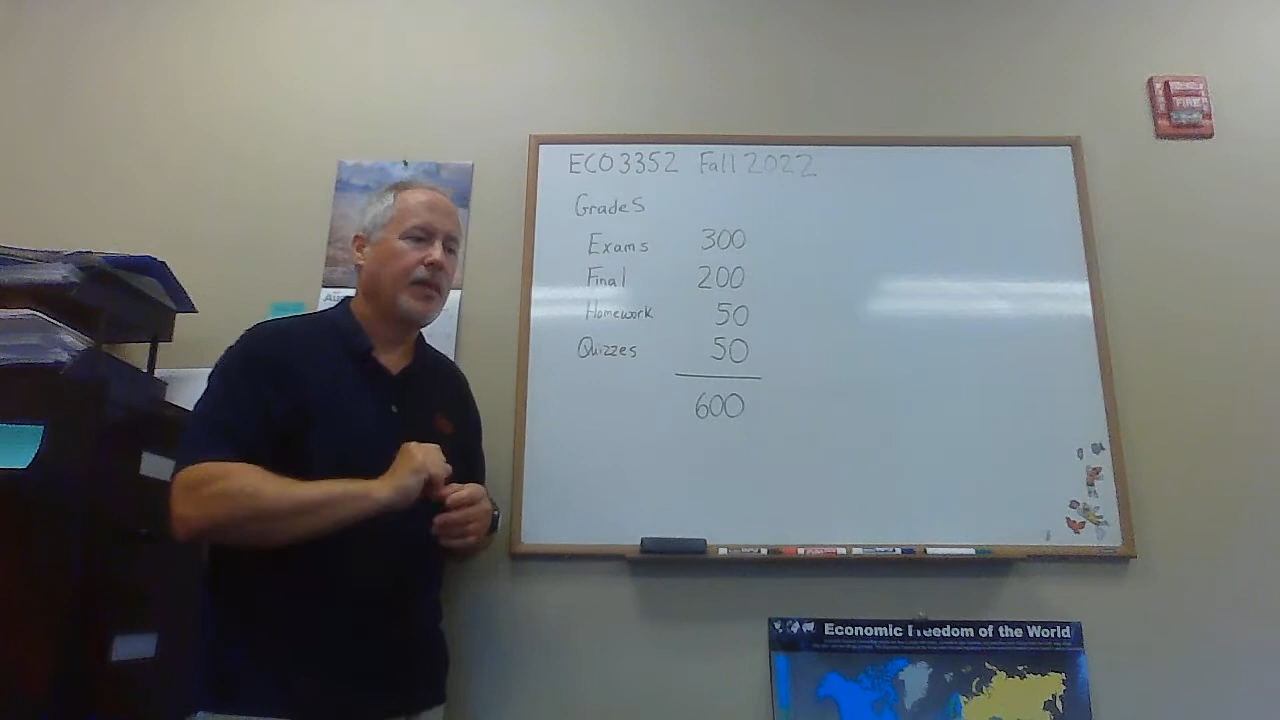 ECO3352 Fall 2022
Grades
Exams 300
Final 200
Homework 50
Quizzes 50
600
FIRE
Economic Freedom of the World